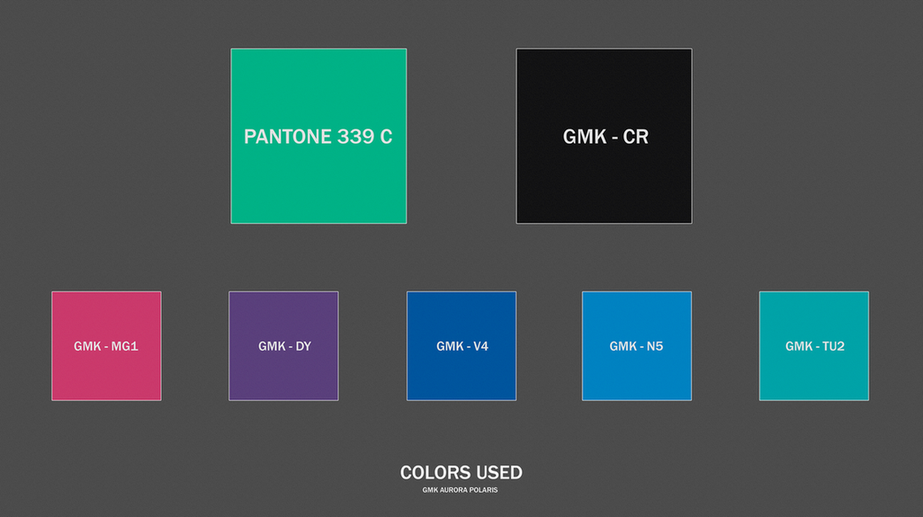 PANTONE 339 C
GMK - CR
GMK - MG1
GMK - DY
GMK - V4
GMK - N5
GMK - TU2
COLORS USED
GMK AURORA POLARIS